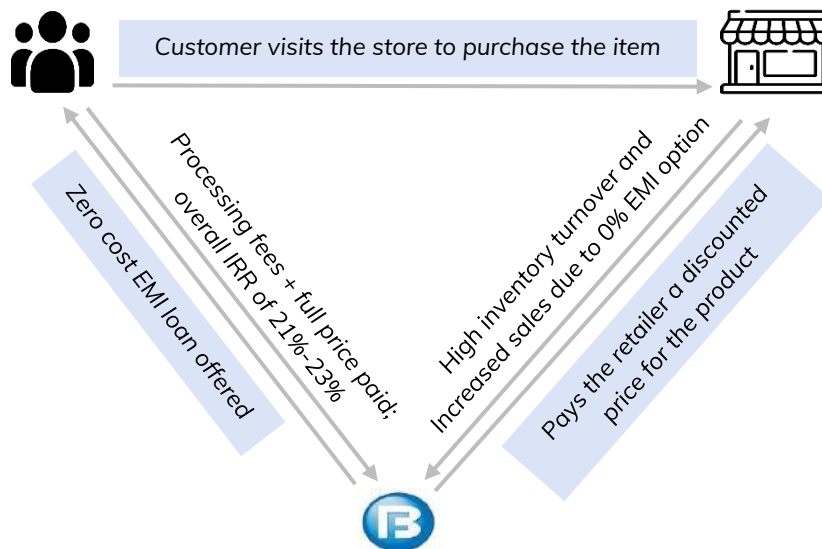 Customer visits the store to purchase the item
Processing fees + full price paid;
overall IRR of 21%-23%
Zero cost EMI loan offered
High inventory turnover and
Increased sales due to 0% EMI option
Pays the retailer a discounted
price for the product